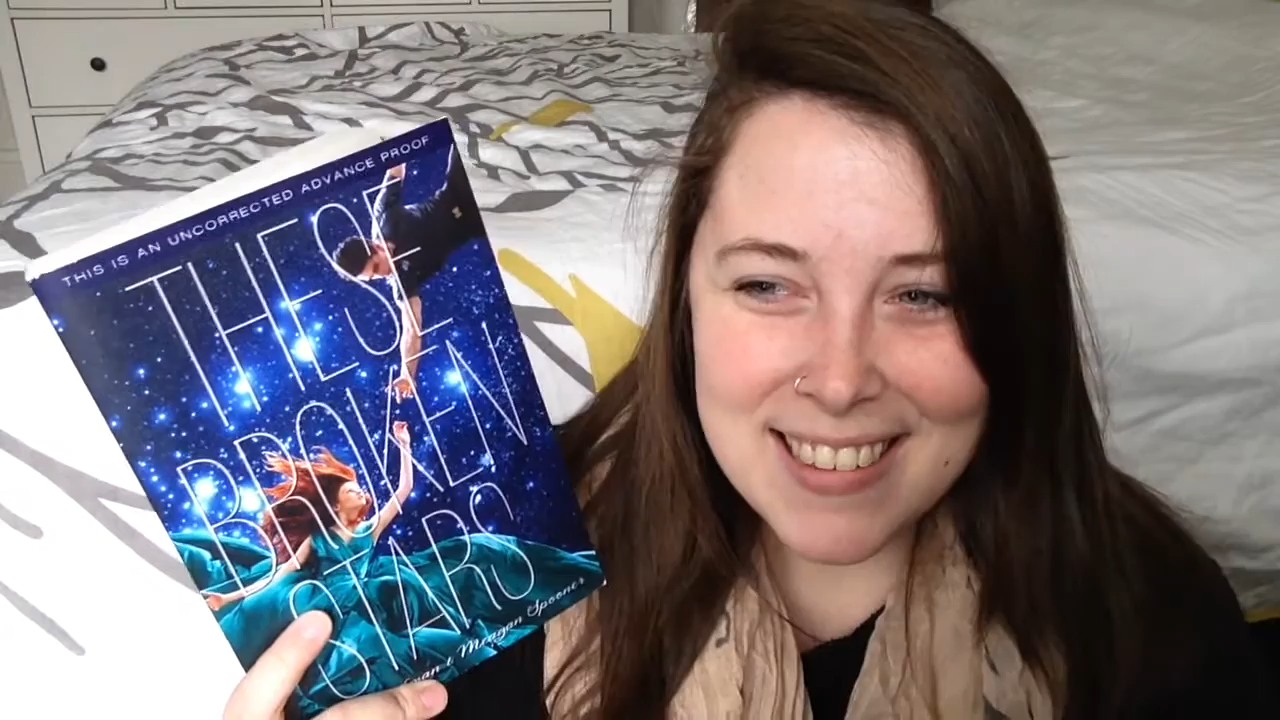 THIS IS AN UNCORRECTED ADVANCE PROOF
THESE
BROKEN
STARS
Meagan Spooner